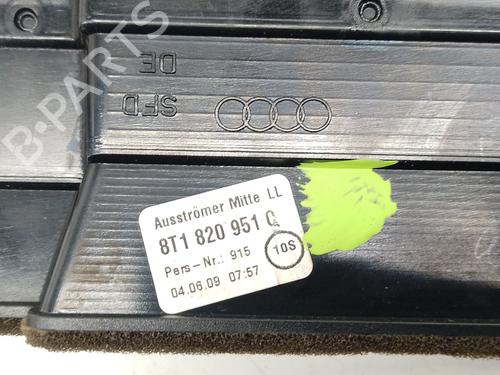 DE
SFD
Ausströmer Mitte LL
8T1 820 951 G
Pers-Nr.: 915
10S
04.06.09 07:57
B-PARTS